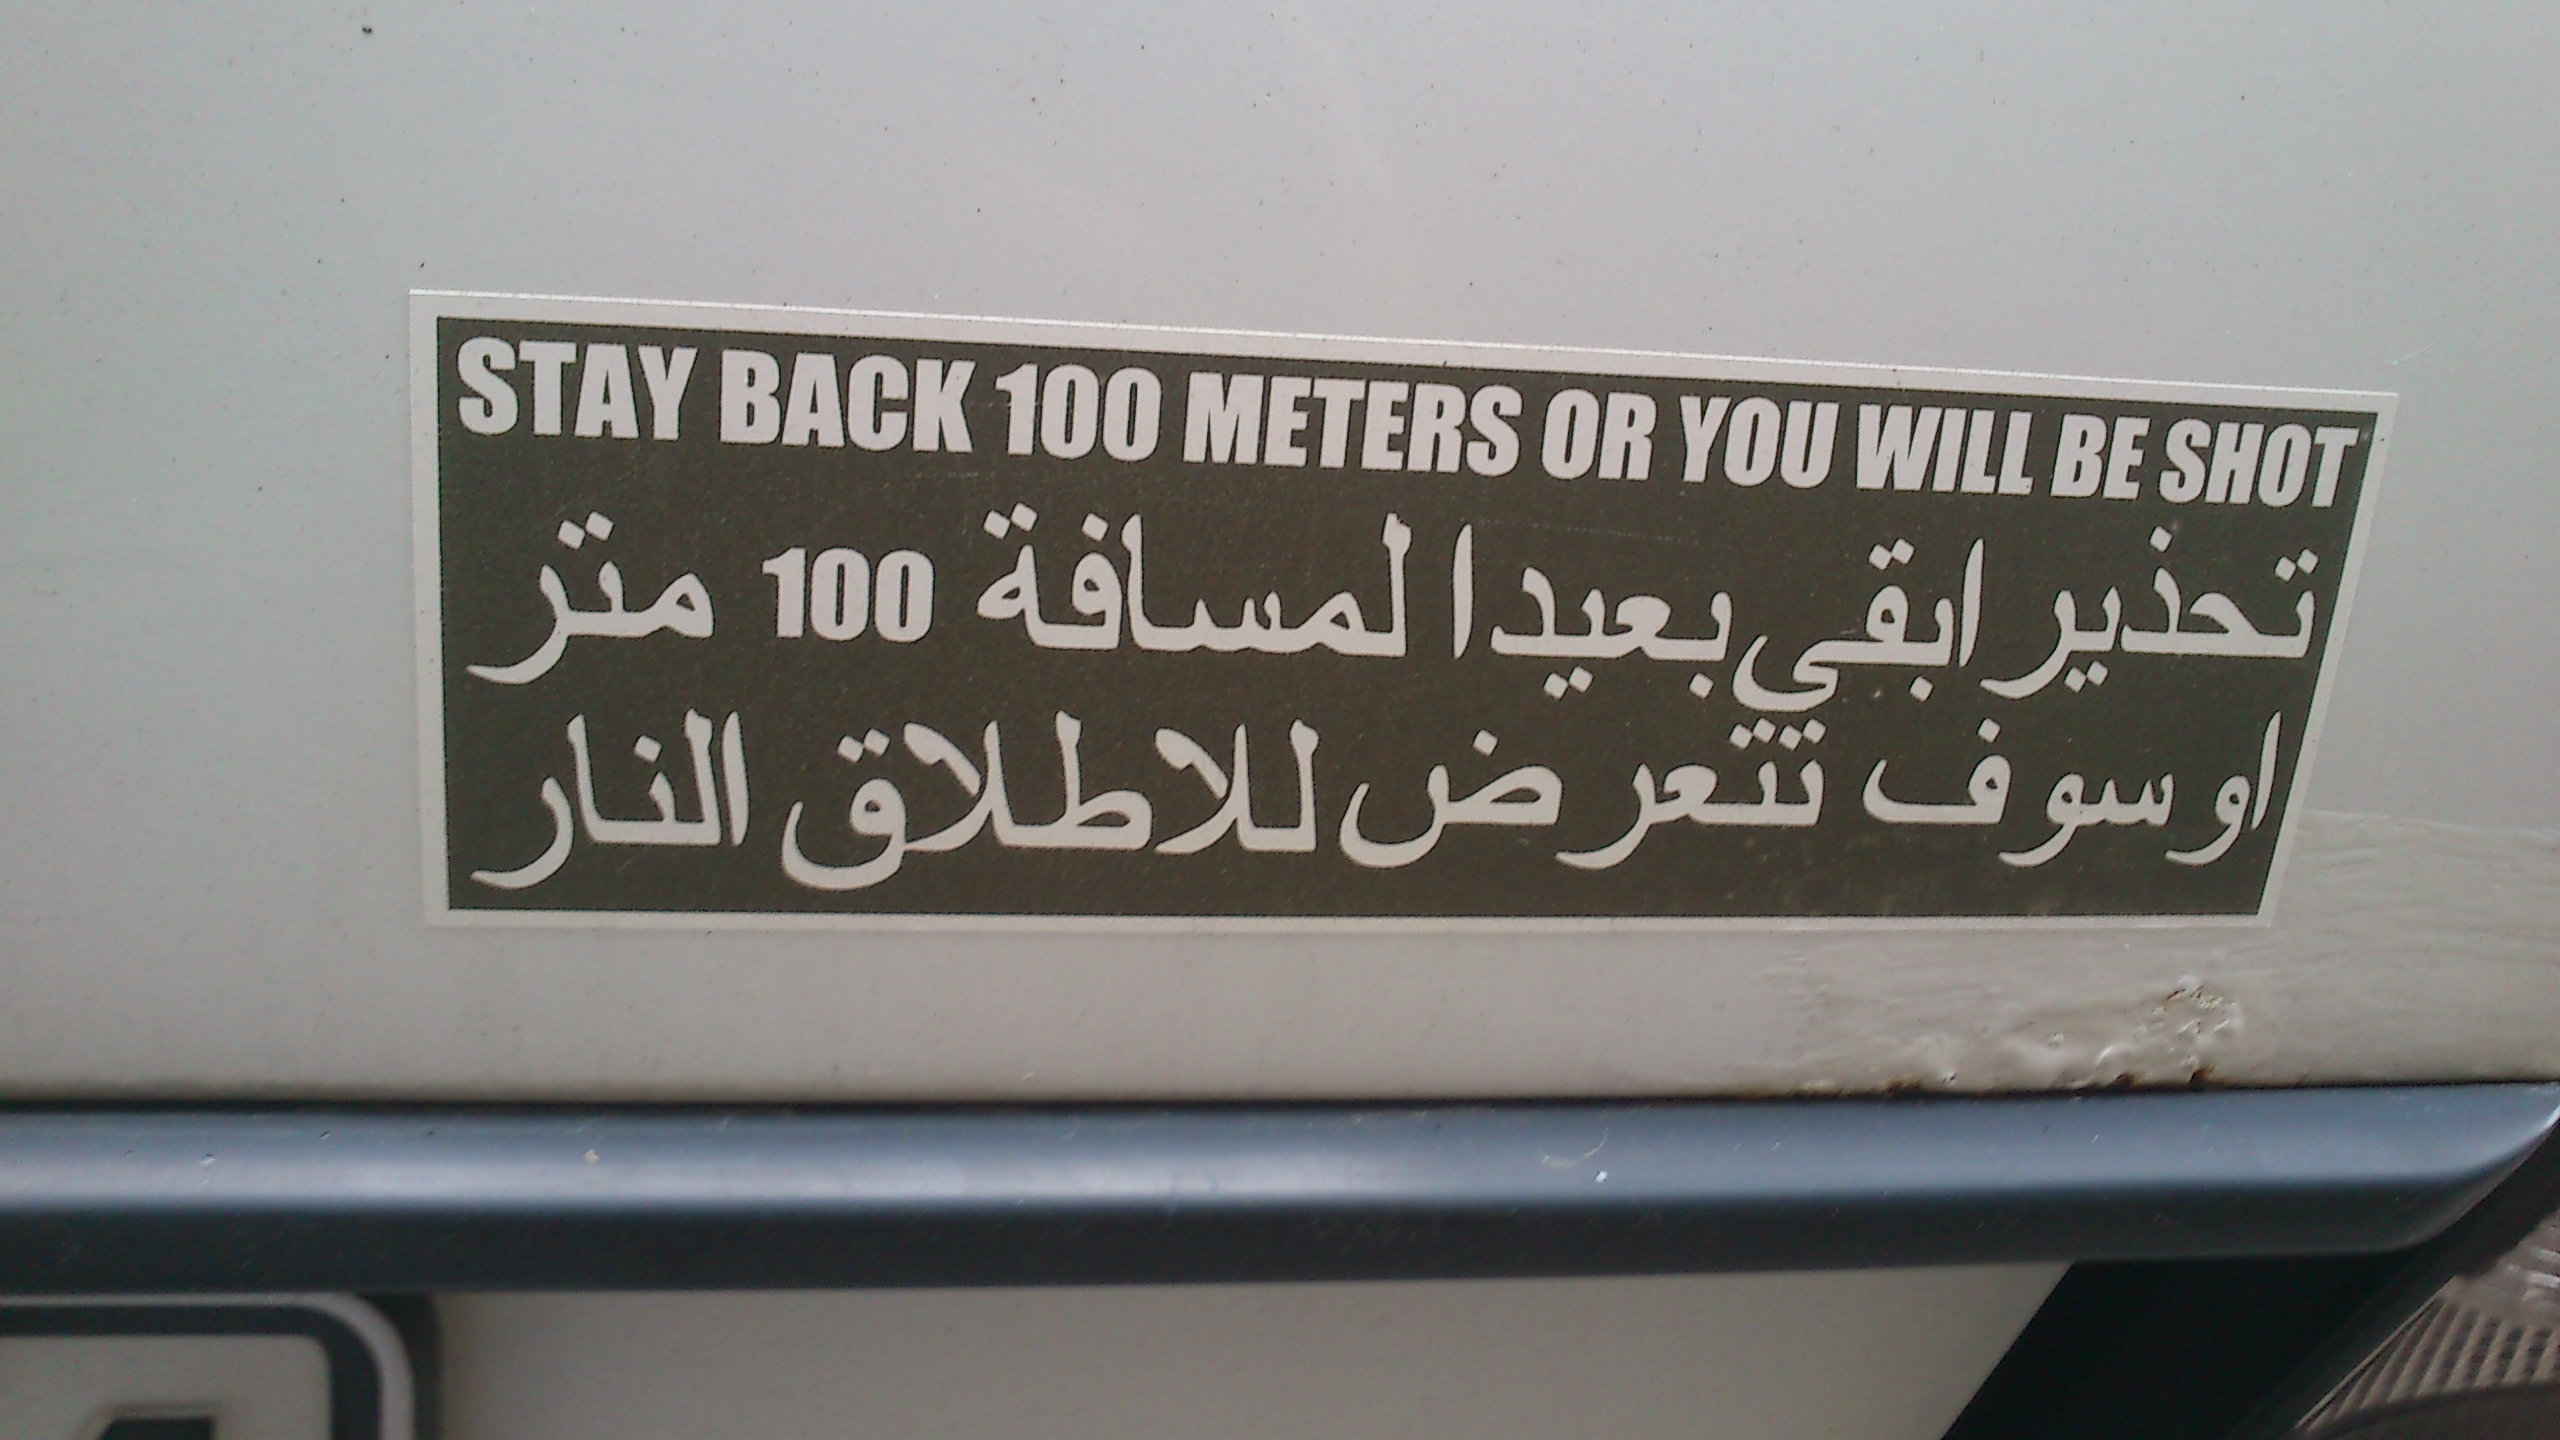 STAY BACK 100 METERS OR YOU WILL BE SHOT
تحذير ابقي بعيدا لمسافة 100 متر
او سوف تتعرض للاطلاق النار